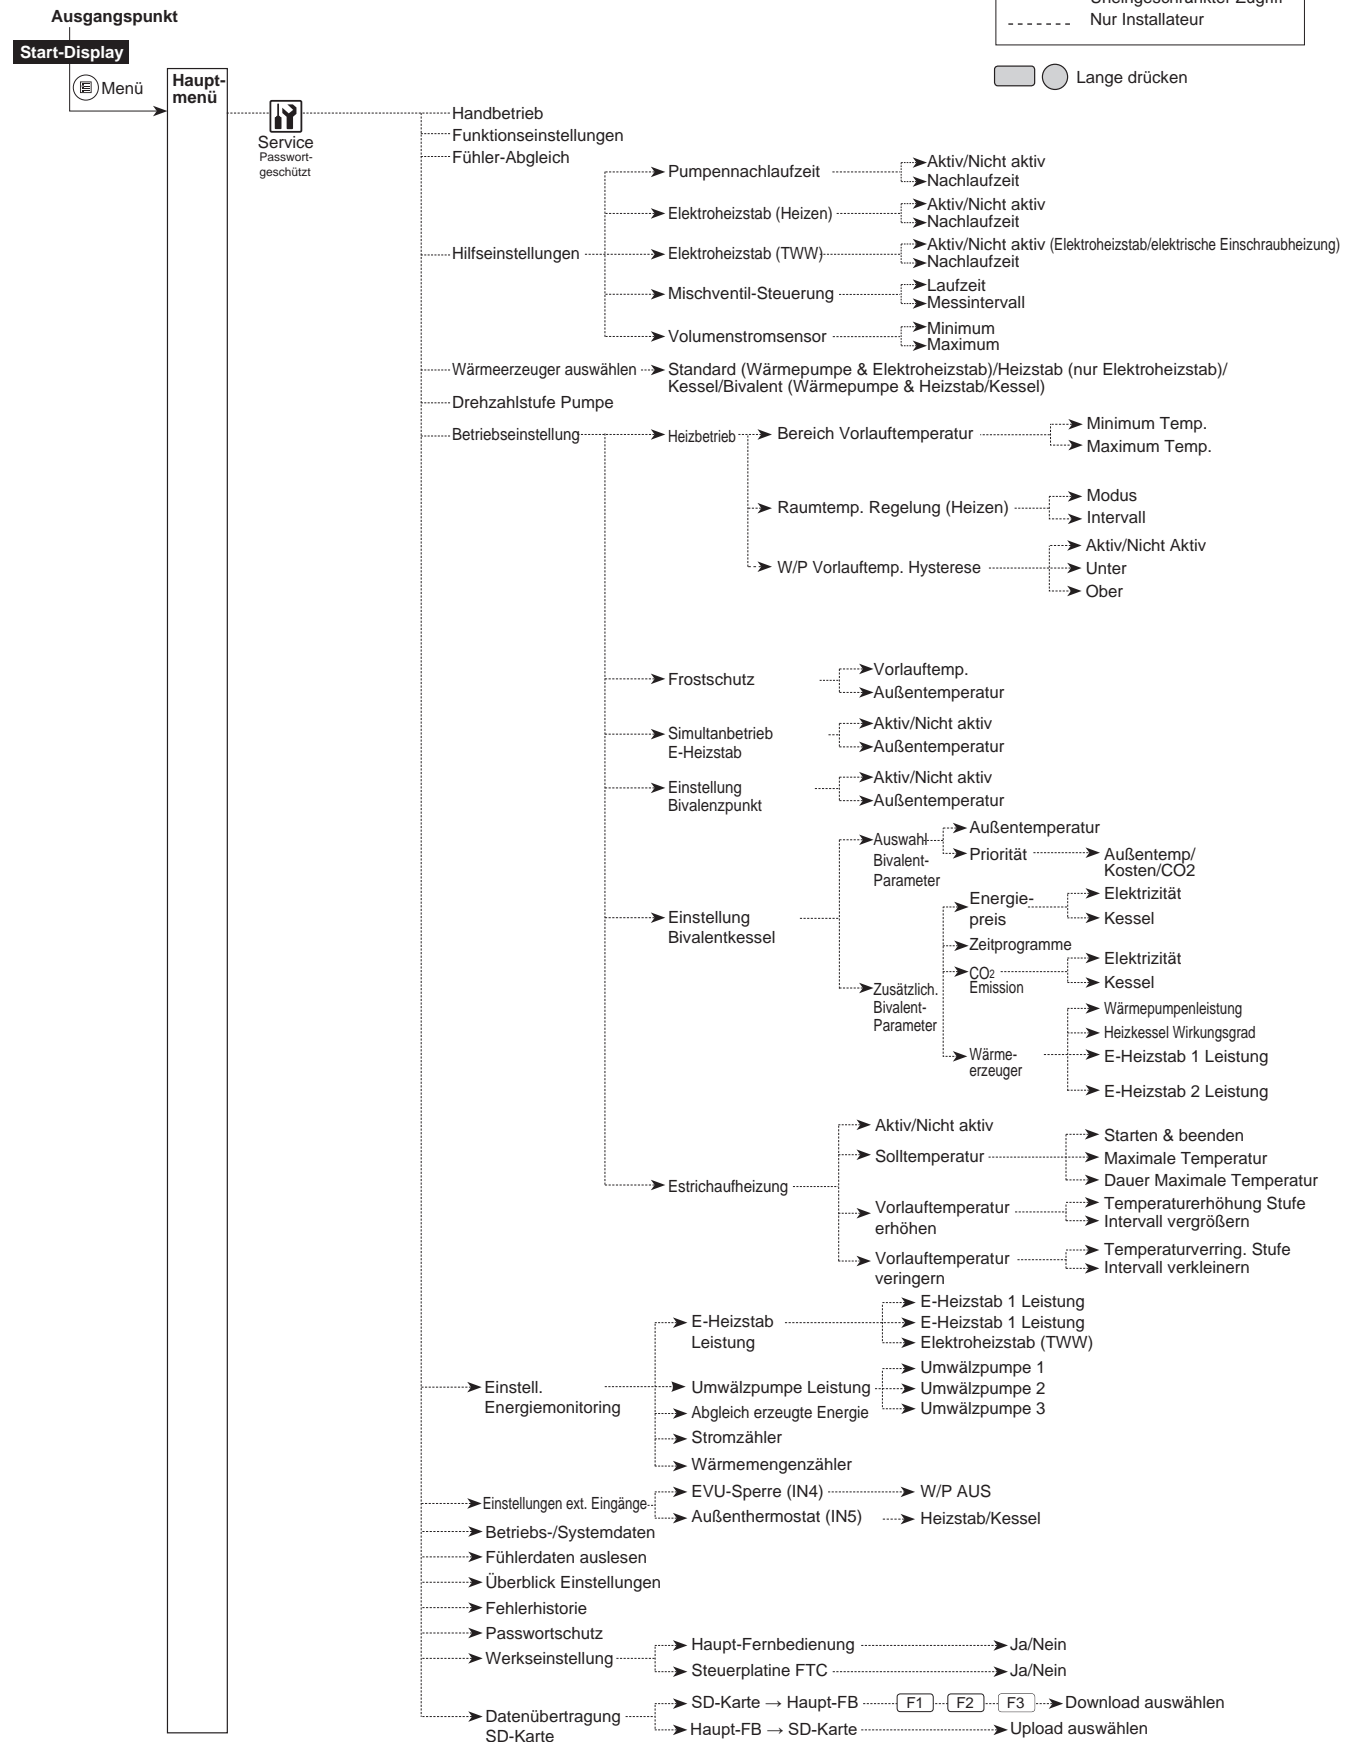 Ausgangspunkt
Uneingeschränkter Zugriff
Nur Installateur
Start-Display
Lange drücken
Menü
Haupt-
menü
Service
Passwort-
geschützt
Handbetrieb
Funktionseinstellungen
Fühler-Abgleich
Hilfseinstellungen
Pumpennachlaufzeit
Aktiv/Nicht aktiv
Nachlaufzeit
Elektroheizstab (Heizen)
Aktiv/Nicht aktiv
Nachlaufzeit
Elektroheizstab (TWW)
Aktiv/Nicht aktiv (Elektroheizstab/elektrische Einschraubheizung)
Nachlaufzeit
Mischventil-Steuerung
Laufzeit
Messintervall
Volumenstromsensor
Minimum
Maximum
Wärmeerzeuger auswählen
Standard (Wärmepumpe & Elektroheizstab)/Heizstab (nur Elektroheizstab)/
Kessel/Bivalent (Wärmepumpe & Heizstab/Kessel)
Drehzahlstufe Pumpe
Betriebseinstellung
Heizbetrieb
Bereich Vorlauftemperatur
Minimum Temp.
Maximum Temp.
Raumtemp. Regelung (Heizen)
Modus
Intervall
W/P Vorlauftemp. Hysterese
Aktiv/Nicht Aktiv
Unter
Ober
Frostschutz
Vorlauftemp.
Außentemperatur
Simultanbetrieb
E-Heizstab
Aktiv/Nicht aktiv
Außentemperatur
Einstellung
Bivalenzpunkt
Aktiv/Nicht aktiv
Außentemperatur
Einstellung
Bivalentkessel
Auswahl
Bivalent-
Parameter
Außentemperatur
Priorität
Außentemp/
Kosten/CO2
Zusätzlich.
Bivalent-
Parameter
Energie-
preis
Elektrizität
Kessel
Zeitprogramme
CO2
Emission
Elektrizität
Kessel
Wärme-
erzeuger
Wärmepumpenleistung
Heizkessel Wirkungsgrad
E-Heizstab 1 Leistung
E-Heizstab 2 Leistung
Estrichaufheizung
Aktiv/Nicht aktiv
Solltemperatur
Starten & beenden
Maximale Temperatur
Dauer Maximale Temperatur
Vorlauftemperatur
erhöhen
Temperaturerhöhung Stufe
Intervall vergrößern
Vorlauftemperatur
veringern
Temperaturverring. Stufe
Intervall verkleinern
Einstell.
Energiemonitoring
E-Heizstab
Leistung
E-Heizstab 1 Leistung
E-Heizstab 1 Leistung
Elektroheizstab (TWW)
Umwälzpumpe Leistung
Umwälzpumpe 1
Umwälzpumpe 2
Umwälzpumpe 3
Abgleich erzeugte Energie
Stromzähler
Wärmemengenzähler
Einstellungen ext. Eingänge
EVU-Sperre (IN4)
W/P AUS
Außenthermostat (IN5)
Heizstab/Kessel
Betriebs-/Systemdaten
Fühlerdaten auslesen
Überblick Einstellungen
Fehlerhistorie
Passwortschutz
Werkseinstellung
Haupt-Fernbedienung
Ja/Nein
Steuerplatine FTC
Ja/Nein
Datenübertragung
SD-Karte
SD-Karte → Haupt-FB
F1 F2 F3
Download auswählen
Haupt-FB → SD-Karte
Upload auswählen